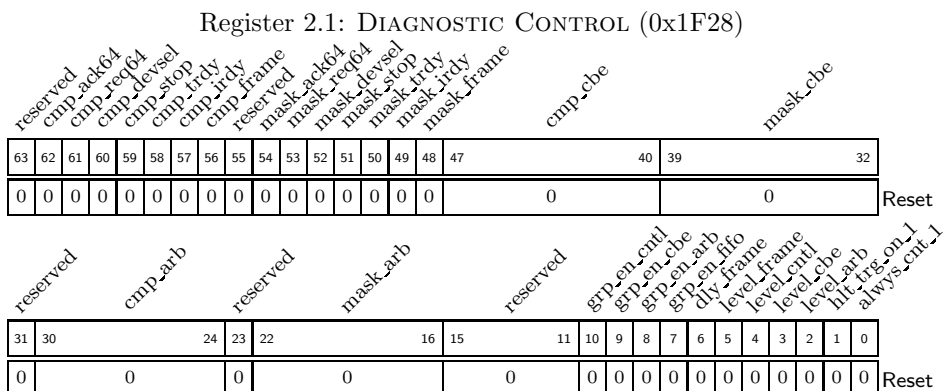 Register 2.1: DIAGNOSTIC CONTROL (0x1F28)
reserved cmp_ack64 cmp_req64 cmp_devsel cmp_stop cmp_trdy cmp_irdy cmp_frame reserved mask_ack64 mask_req64 mask_devsel mask_stop mask_trdy mask_irdy mask_frame cmp_cbe mask_cbe
63 62 61 60 59 58 57 56 55 54 53 52 51 50 49 48 47 40 39 32
0 0 0 0 0 0 0 0 0 0 0 0 0 0 0 0 0 0 Reset
reserved cmp_arb reserved mask_arb reserved grp_en_cntl grp_en_cbe grp_en_arb grp_en_fifo dly_frame level_frame level_cntl level_cbe level_arb hlt_trg_on_1 alwys_cnt_1
31 30 24 23 22 16 15 11 10 9 8 7 6 5 4 3 2 1 0
0 0 0 0 0 0 0 0 0 0 0 0 0 0 0 0 Reset